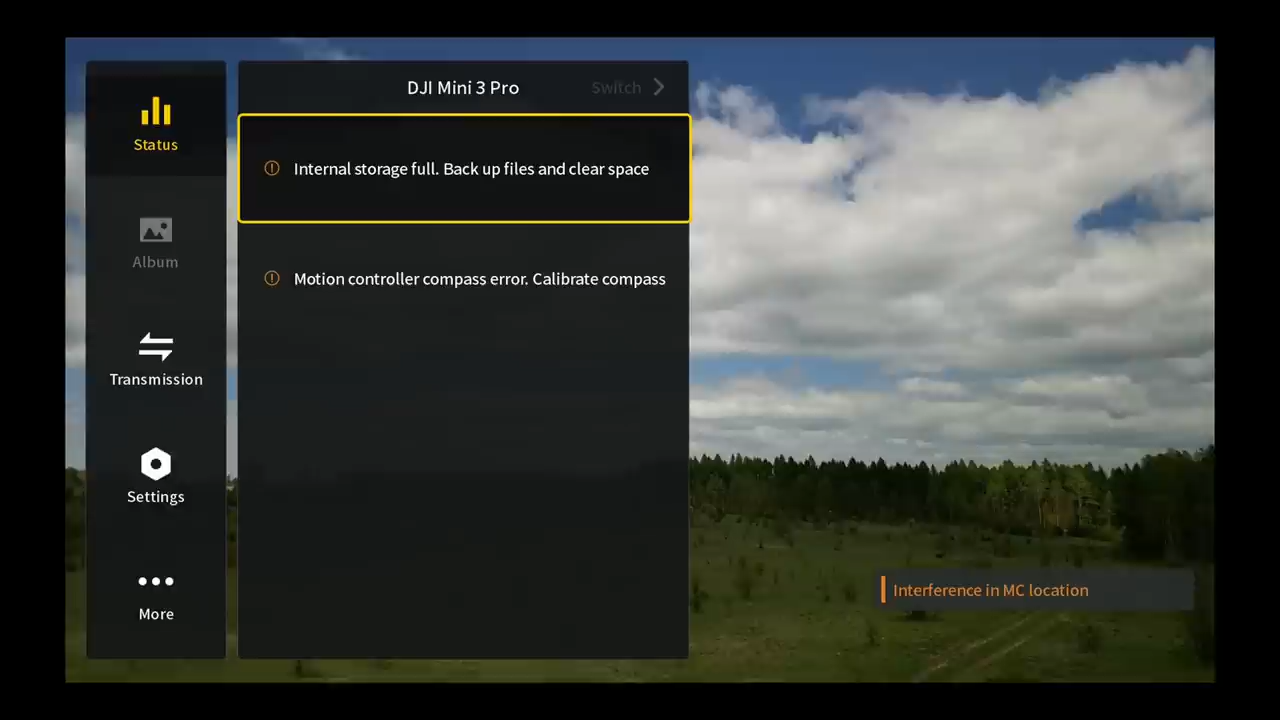 DJI Mini 3 Pro
Switch
Status
Internal storage full. Back up files and clear space
Album
Motion controller compass error. Calibrate compass
Transmission
Settings
Interference in MC location
More